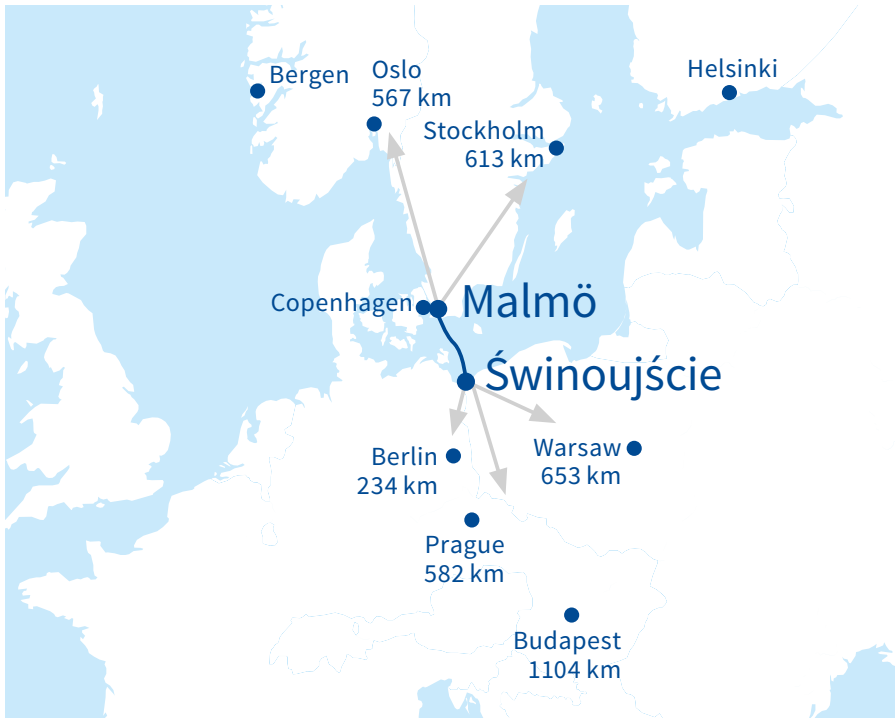 Bergen
Oslo
567 km
Helsinki
Stockholm
613 km
Copenhagen
Malmö
Świnoujście
Berlin
234 km
Warsaw
653 km
Prague
582 km
Budapest
1104 km